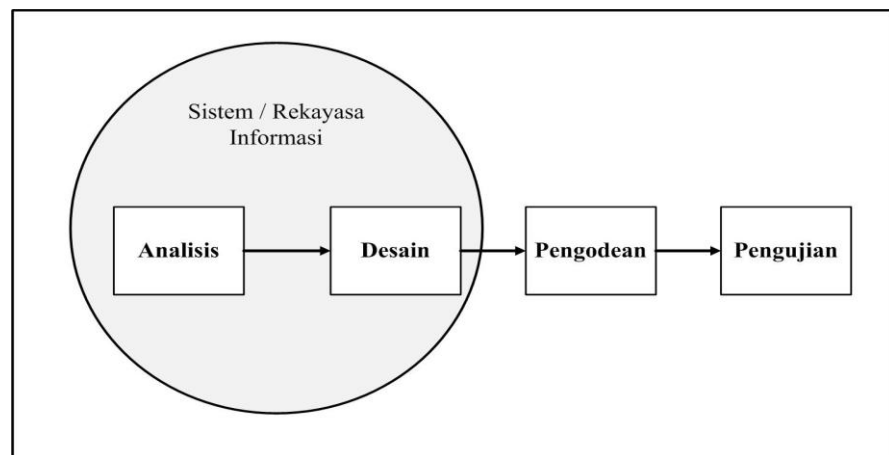 Sistem / Rekayasa
Informasi
Analisis
Desain
Pengodean
Pengujian